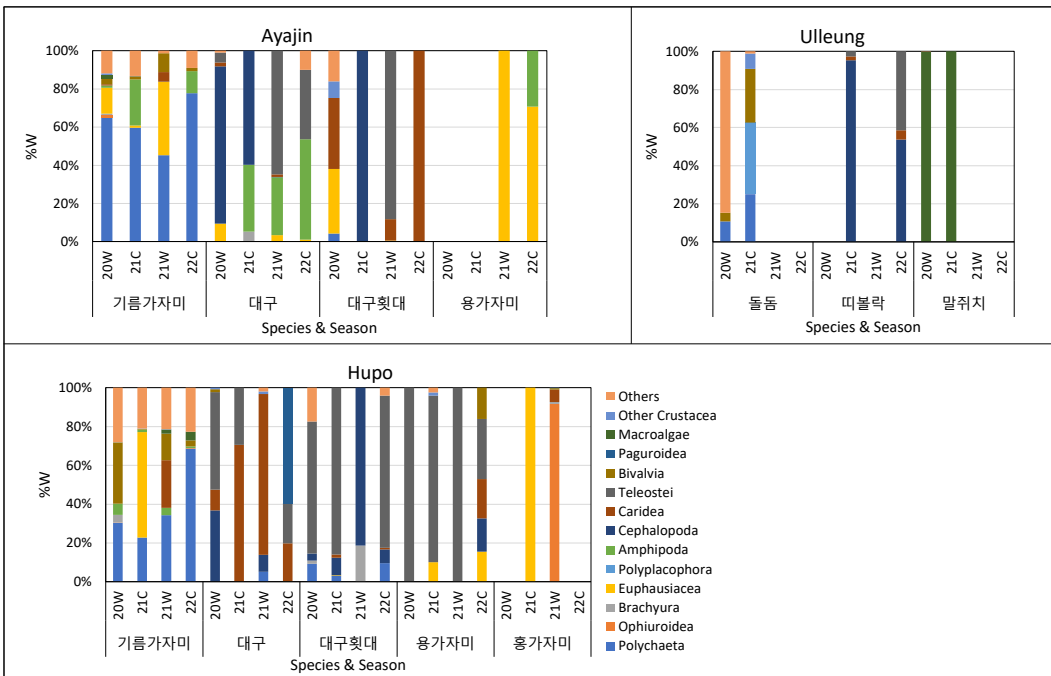 Ayajin
100%
80%
60%
40%
20%
0%
%W
20W 21C 21W 22C 20W 21C 21W 22C 20W 21C 21W 22C 20W 21C 21W 22C
기름가자미 대구 대구횟대 용가자미
Species & Season
Ulleung
100%
80%
60%
40%
20%
0%
%W
20W 21C 21W 22C 20W 21C 21W 22C 20W 21C 21W 22C
돌돔 띠볼락 말쥐치
Species & Season
Hupo
100%
80%
60%
40%
20%
0%
%W
20W 21C 21W 22C 20W 21C 21W 22C 20W 21C 21W 22C 20W 21C 21W 22C 20W 21C 21W 22C
기름가자미 대구 대구횟대 용가자미 홍가자미
Species & Season
Others
Other Crustacea
Macroalgae
Paguroidea
Bivalvia
Teleostei
Caridea
Cephalopoda
Amphipoda
Polyplacophora
Euphausiacea
Brachyura
Ophiuroidea
Polychaeta